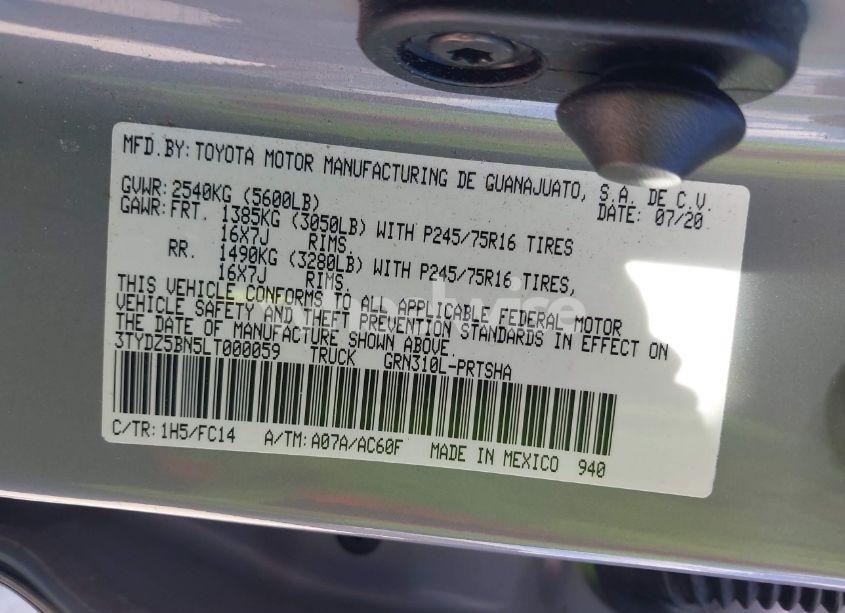 MFD.BY:TOYOTA MOTOR MANUFACTURING DE GUANAJUATO, S.A. DE C.V.
GVWR:2540KG (5600LB) DATE: 07/20
GAWR:FRT. 1385KG (3050LB) WITH P245/75R16 TIRES
16X7J RIMS.
RR. 1490KG (3280LB) WITH P245/75R16 TIRES,
16X7J RIMS.
THIS VEHICLE CONFORMS TO ALL APPLICABLE FEDERAL MOTOR
VEHICLE SAFETY AND THEFT PREVENTION STANDARDS IN EFFECT ON
THE DATE OF MANUFACTURE SHOWN ABOVE.
3TYDZ5BN5LT000059 TRUCK GRN310L-PRTSHA
C/TR:1H5/FC14 A/TM:A07A/AC60F MADE IN MEXICO 940